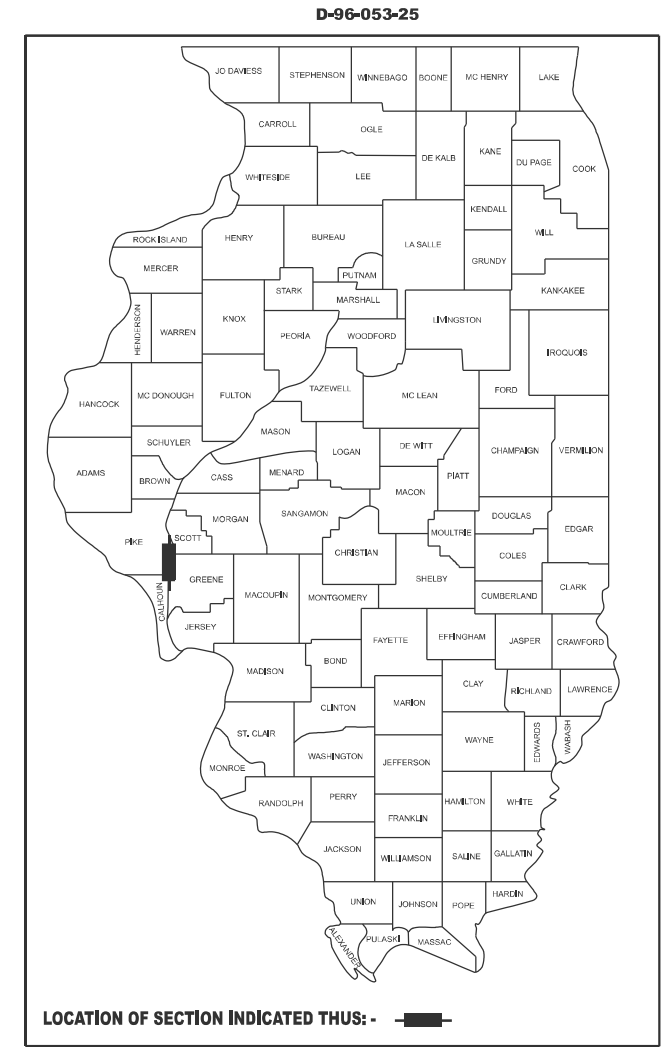 D-96-053-25
JO DAVIESS STEPHENSON WINNEBAGO BOONE MC HENRY LAKE
CARROLL OGLE
DE KALB KANE DU PAGE COOK
WHITESIDE LEE
KENDALL
ROCK ISLAND HENRY BUREAU LA SALLE WILL
MERCER PUTNAM GRUNDY
STARK MARSHALL KANKAKEE
HENDERSON WARREN KNOX LIVINGSTON
PEORIA WOODFORD IROQUOIS
HANCOCK MC DONOUGH FULTON TAZEWELL MC LEAN FORD
MASON
SCHUYLER LOGAN DE WITT CHAMPAIGN VERMILION
ADAMS BROWN CASS MENARD MACON PIATT
MORGAN SANGAMON DOUGLAS
PIKE SCOTT CHRISTIAN MOULTRIE COLES EDGAR
GREENE SHELBY
CALHOUN MACOUPIN MONTGOMERY CUMBERLAND CLARK
JERSEY FAYETTE EFFINGHAM JASPER CRAWFORD
MADISON BOND
CLAY RICHLAND LAWRENCE
CLINTON MARION
ST. CLAIR WAYNE EDWARDS WABASH
WASHINGTON JEFFERSON
MONROE
RANDOLPH PERRY HAMILTON WHITE
FRANKLIN
JACKSON WILLIAMSON SALINE GALLATIN
UNION JOHNSON POPE HARDIN
ALEXANDER PULASKI MASSAC
LOCATION OF SECTION INDICATED THUS: -